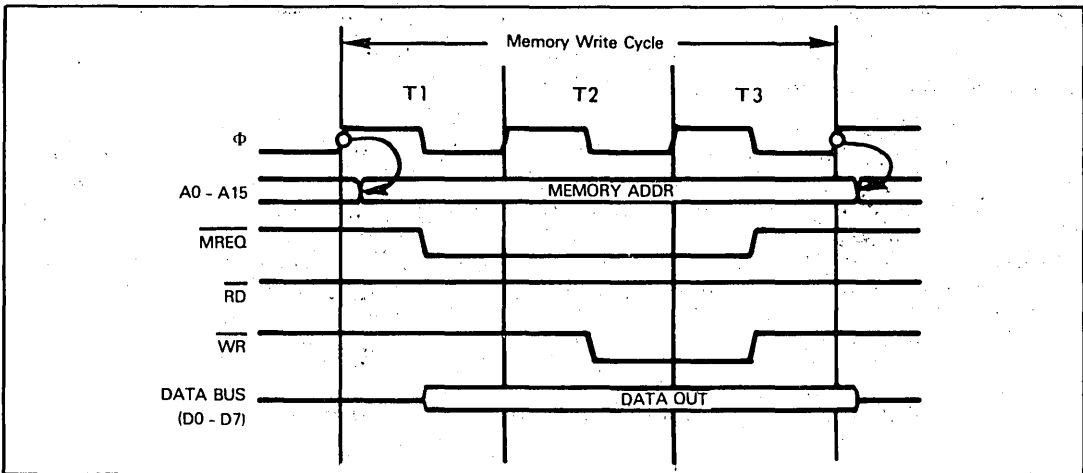 Memory Write Cycle
T1 T2 T3
Φ
A0 - A15 MEMORY ADDR
MREQ
RD
WR
DATA BUS DATA OUT
(D0 - D7)